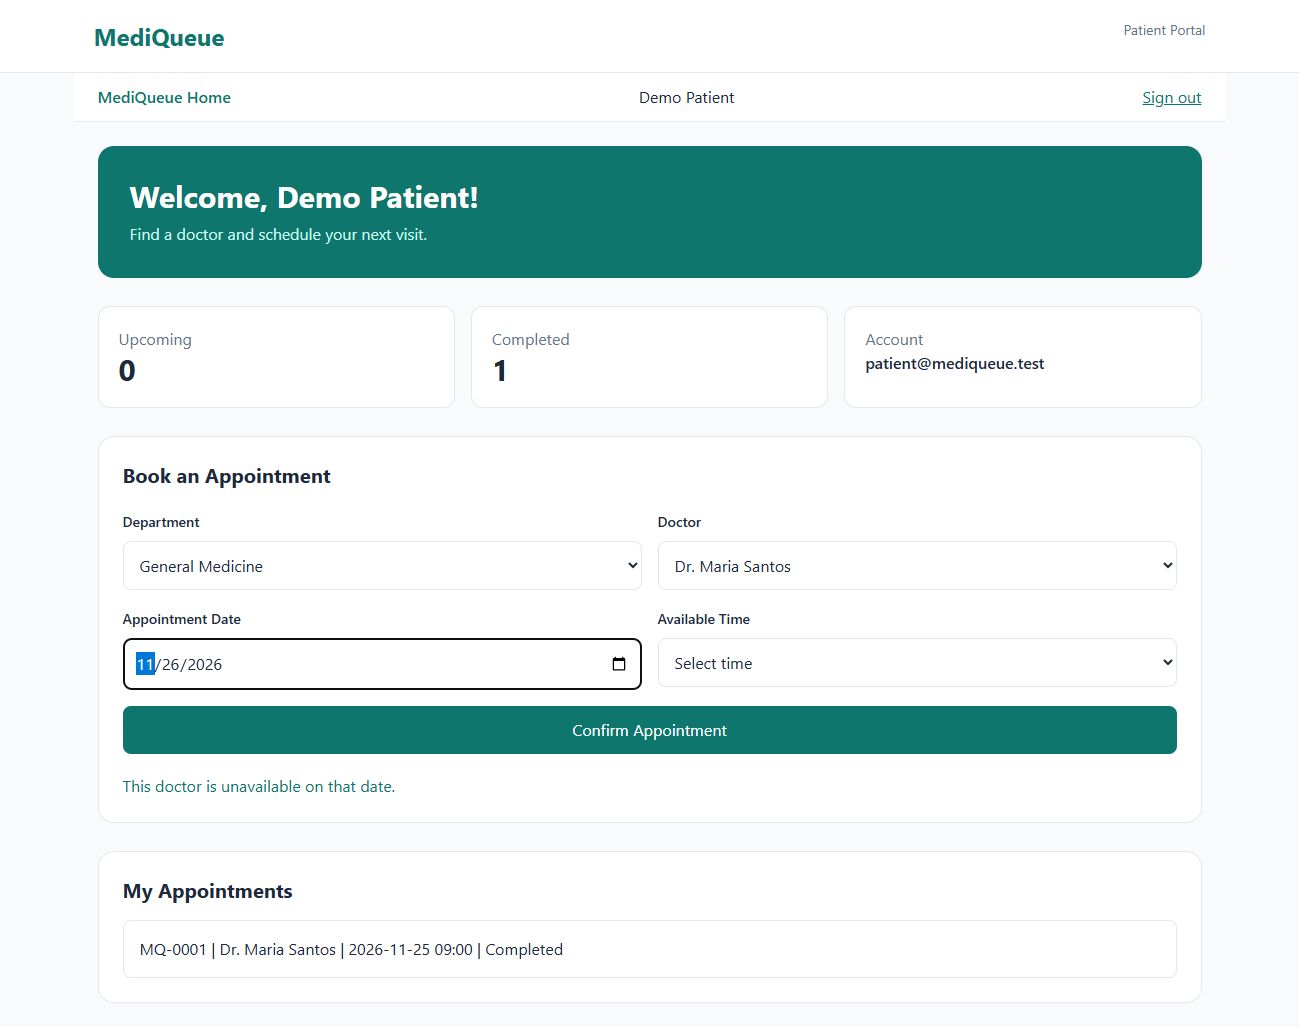 MediQueue
Patient Portal
MediQueue Home
Demo Patient
Sign out
Welcome, Demo Patient!
Find a doctor and schedule your next visit.
Upcoming
0
Completed
1
Account
patient@mediqueue.test
Book an Appointment
Department
Doctor
General Medicine
Dr. Maria Santos
Appointment Date
Available Time
11/26/2026
Select time
Confirm Appointment
This doctor is unavailable on that date.
My Appointments
MQ-0001 | Dr. Maria Santos | 2026-11-25 09:00 | Completed